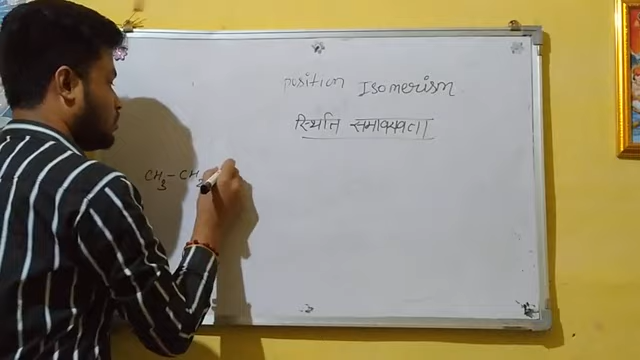 position Isomerism
स्थिति समावयवता
CH₃ - CH₂